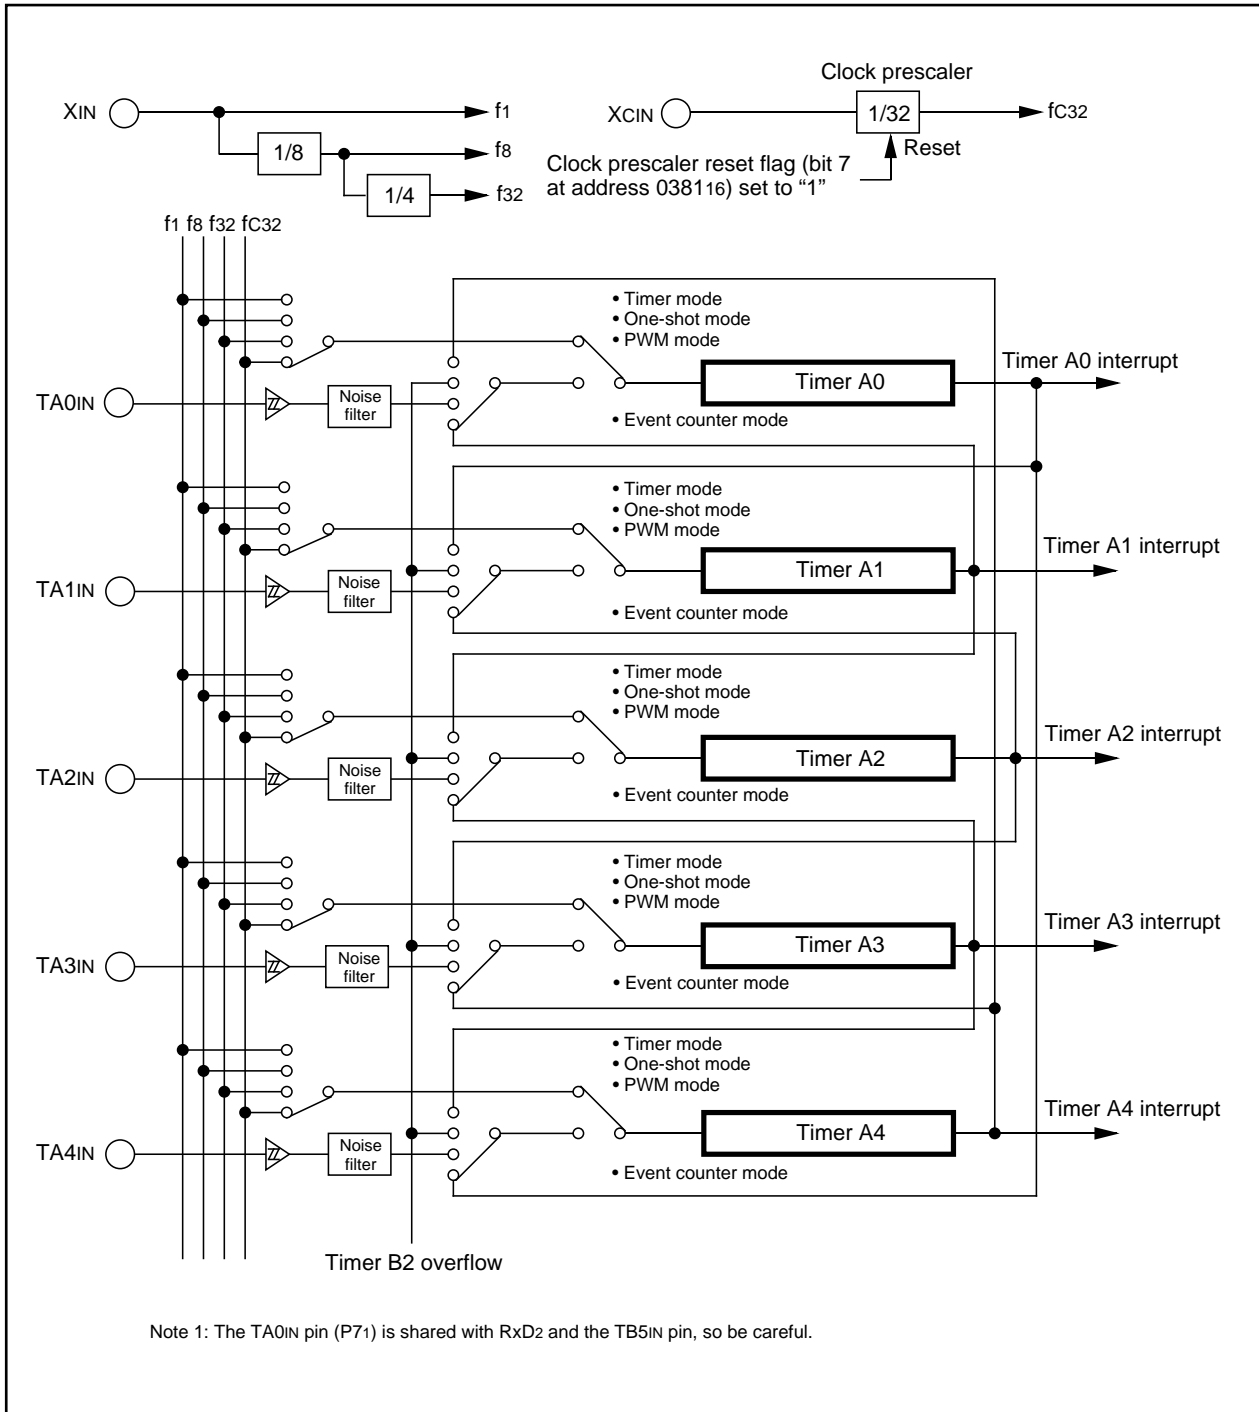 Clock prescaler
XIN
f1
XCIN
1/32
fC32
1/8
f8
Reset
Clock prescaler reset flag (bit 7
at address 038116) set to “1”
1/4
f32
f1 f8 f32 fC32
• Timer mode
• One-shot mode
• PWM mode
Timer A0 interrupt
Timer A0
TA0IN
Noise
filter
• Event counter mode
• Timer mode
• One-shot mode
• PWM mode
Timer A1 interrupt
Timer A1
TA1IN
Noise
filter
• Event counter mode
• Timer mode
• One-shot mode
• PWM mode
Timer A2 interrupt
Timer A2
TA2IN
Noise
filter
• Event counter mode
• Timer mode
• One-shot mode
• PWM mode
Timer A3 interrupt
Timer A3
TA3IN
Noise
filter
• Event counter mode
• Timer mode
• One-shot mode
• PWM mode
Timer A4 interrupt
Timer A4
TA4IN
Noise
filter
• Event counter mode
Timer B2 overflow
Note 1: The TA0IN pin (P71) is shared with RxD2 and the TB5IN pin, so be careful.